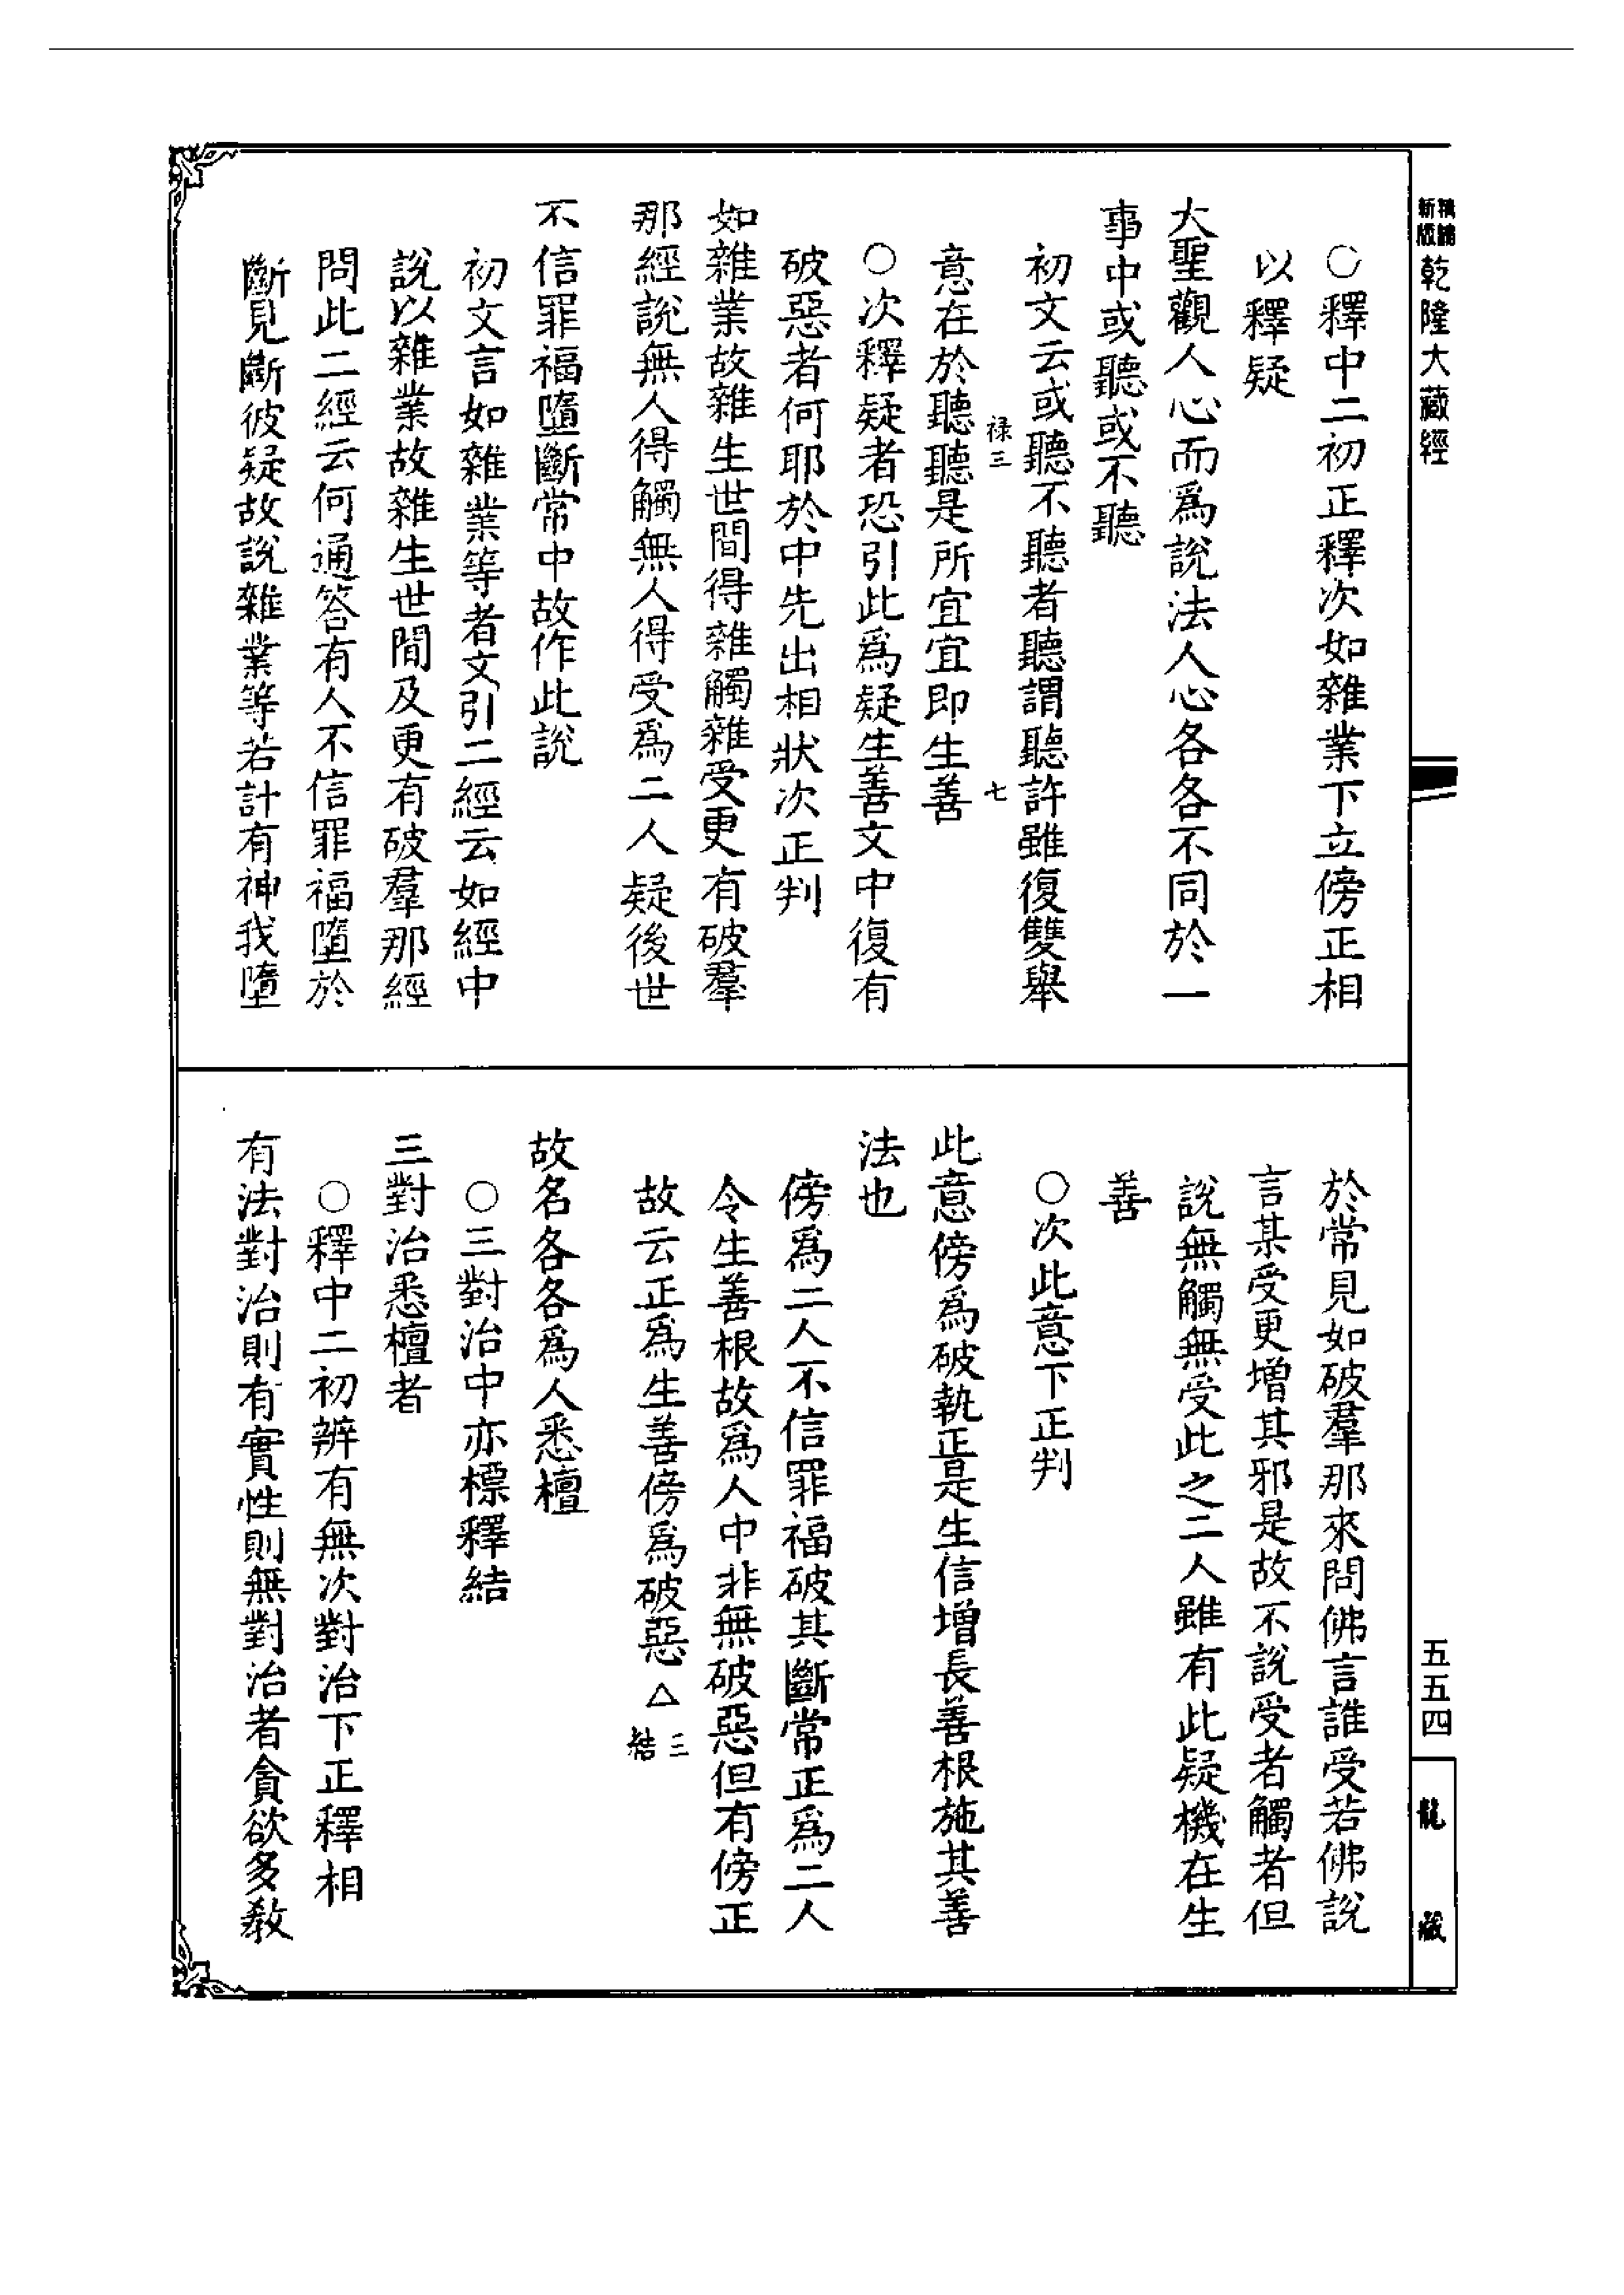 新版
精縮
乾隆大藏經
五五四
龍藏
○釋中二初正釋次如雜業下立傍正相
以釋疑
大聖觀人心而爲說法人心各各不同於一
事中或聽或不聽
初文云或聽不聽者聽謂聽許雖復雙舉
祿三
七
意在於聽聽是所宜宜即生善
○次釋疑者恐引此爲疑生善文中復有
破惡者何耶於中先出相狀次正判
如雜業故雜生世間得雜觸雜受更有破羣
那經說無人得觸無人得受爲二人疑後世
不信罪福墮斷常中故作此說
初文言如雜業等者文引二經云如經中
說以雜業故雜生世間及更有破羣那經
問此二經云何通答有人不信罪福墮於
斷見斷彼疑故說雜業等若計有神我墮
於常見如破羣那來問佛言誰受若佛說
言某受更增其邪是故不說受者觸者但
說無觸無受此之二人雖有此疑機在生
善
○次此意下正判
此意傍爲破執正是生信增長善根施其善
法也
傍爲二人不信罪福破其斷常正爲二人
令生善根故爲人中非無破惡但有傍正
故云正爲生善傍爲破惡△三結
故名各各爲人悉檀
○三對治中亦標釋結
三對治悉檀者
○釋中二初辨有無次對治下正釋相
有法對治則有實性則無對治者貪欲多教